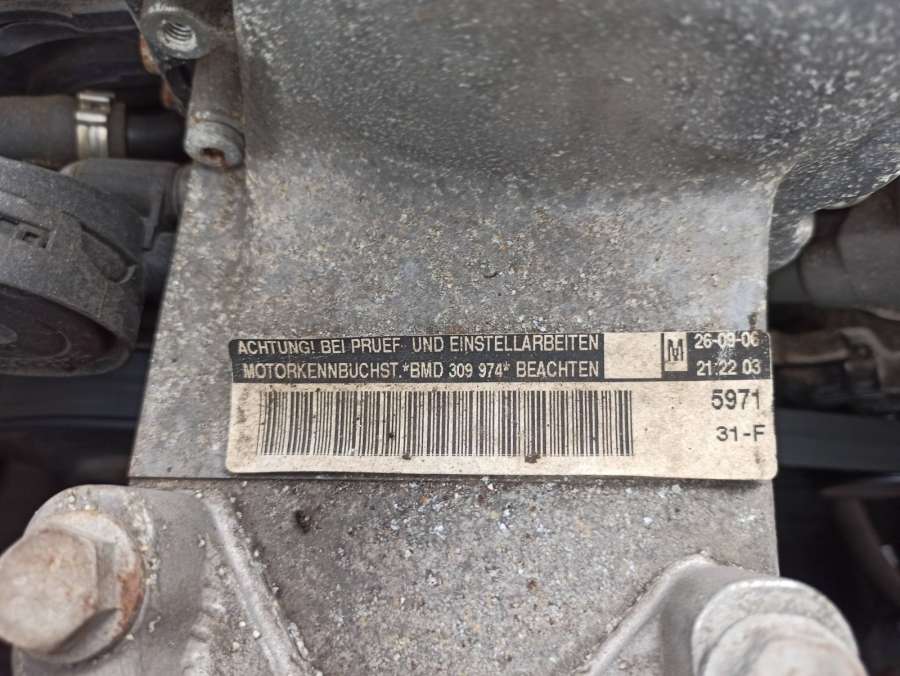 ACHTUNG! BEI PRUEF- UND EINSTELLARBEITEN
MOTORKENNBUCHST.*BMD 309 974* BEACHTEN
M
26-09-06
21:22 03
5971
31-F